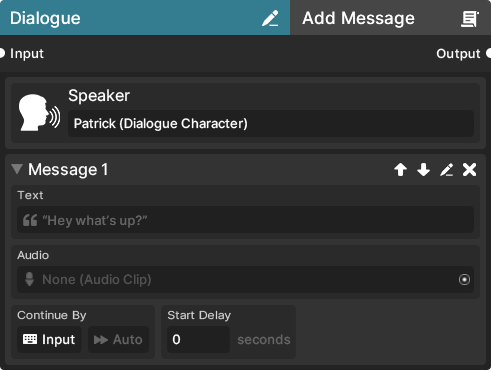 Dialogue
Add Message
Input
Output
Speaker
Patrick (Dialogue Character)
Message 1
Text
"Hey what's up?"
Audio
None (Audio Clip)
Continue By
Start Delay
Input
Auto
0
seconds